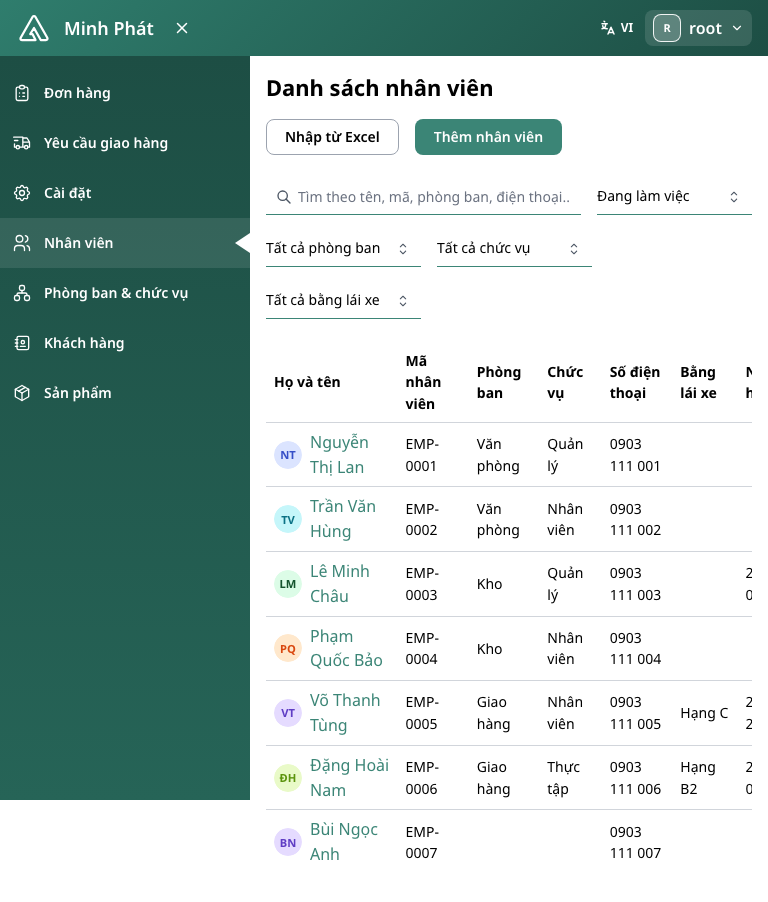 Minh Phát
VI
R
root
Đơn hàng
Yêu cầu giao hàng
Cài đặt
Nhân viên
Phòng ban & chức vụ
Khách hàng
Sản phẩm
Danh sách nhân viên
Nhập từ Excel
Thêm nhân viên
Tìm theo tên, mã, phòng ban, điện thoại..
Đang làm việc
Tất cả phòng ban
Tất cả chức vụ
Tất cả bằng lái xe
Họ và tên
Mã
nhân
viên
Phòng
ban
Chức
vụ
Số điện
thoại
Bằng
lái xe
NT
Nguyễn
Thị Lan
EMP-
0001
Văn
phòng
Quản
lý
0903
111 001
TV
Trần Văn
Hùng
EMP-
0002
Văn
phòng
Nhân
viên
0903
111 002
LM
Lê Minh
Châu
EMP-
0003
Kho
Quản
lý
0903
111 003
2
0
PQ
Phạm
Quốc Bảo
EMP-
0004
Kho
Nhân
viên
0903
111 004
VT
Võ Thanh
Tùng
EMP-
0005
Giao
hàng
Nhân
viên
0903
111 005
Hạng C
2
2
ĐH
Đặng Hoài
Nam
EMP-
0006
Giao
hàng
Thực
tập
0903
111 006
Hạng
B2
2
0
BN
Bùi Ngọc
Anh
EMP-
0007
0903
111 007